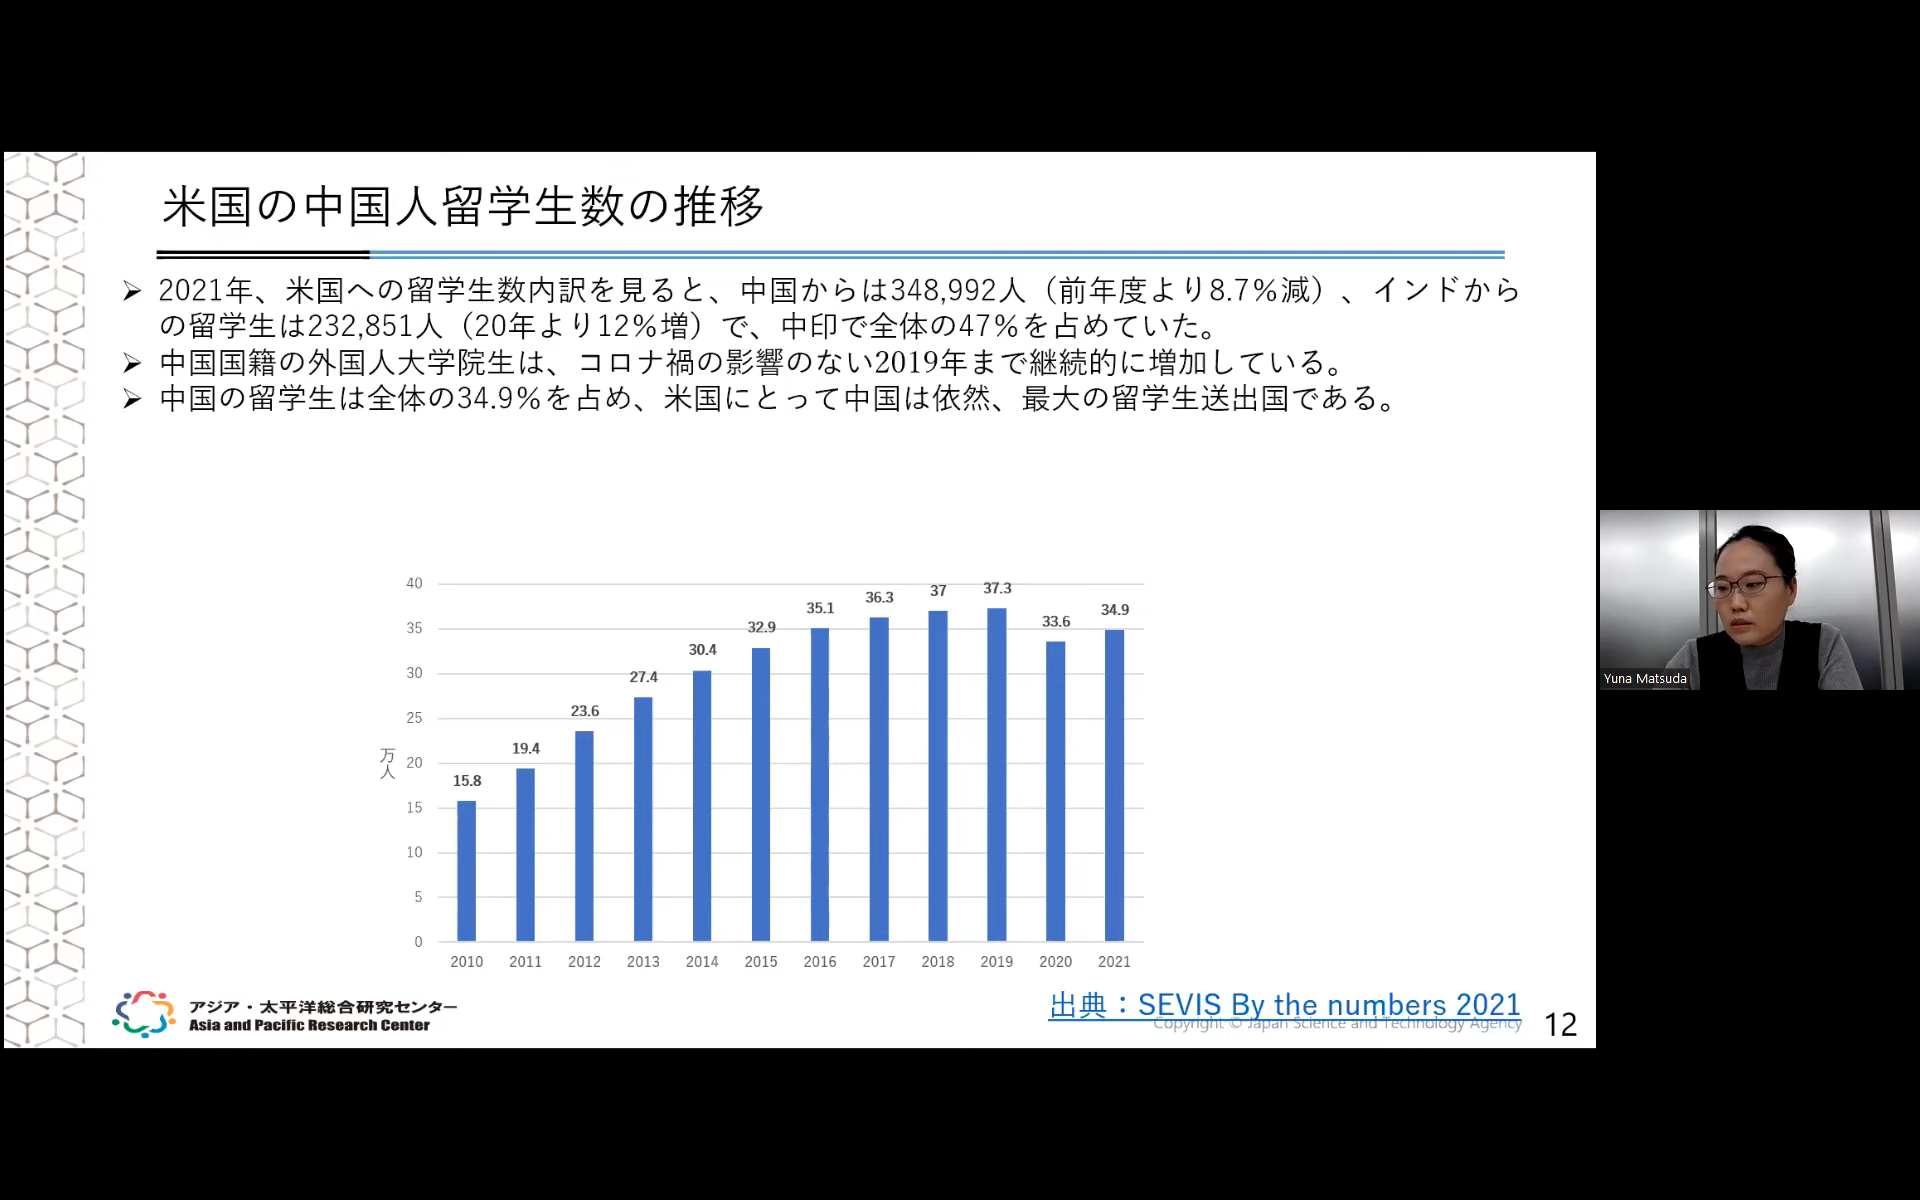 米国の中国人留学生数の推移
➢ 2021年、米国への留学生数内訳を見ると、中国からは348,992人（前年度より8.7％減）、インドから
の留学生は232,851人（20年より12％増）で、中印で全体の47％を占めていた。
➢ 中国国籍の外国人大学院生は、コロナ禍の影響のない2019年まで継続的に増加している。
➢ 中国の留学生は全体の34.9％を占め、米国にとって中国は依然、最大の留学生送出国である。
万人
40
35
30
25
20
15
10
5
0
15.8
19.4
23.6
27.4
30.4
32.9
35.1
36.3
37
37.3
33.6
34.9
2010 2011 2012 2013 2014 2015 2016 2017 2018 2019 2020 2021
アジア・太平洋総合研究センター
Asia and Pacific Research Center
出典：SEVIS By the numbers 2021
Copyright © Japan Science and Technology Agency
12
Yuna Matsuda